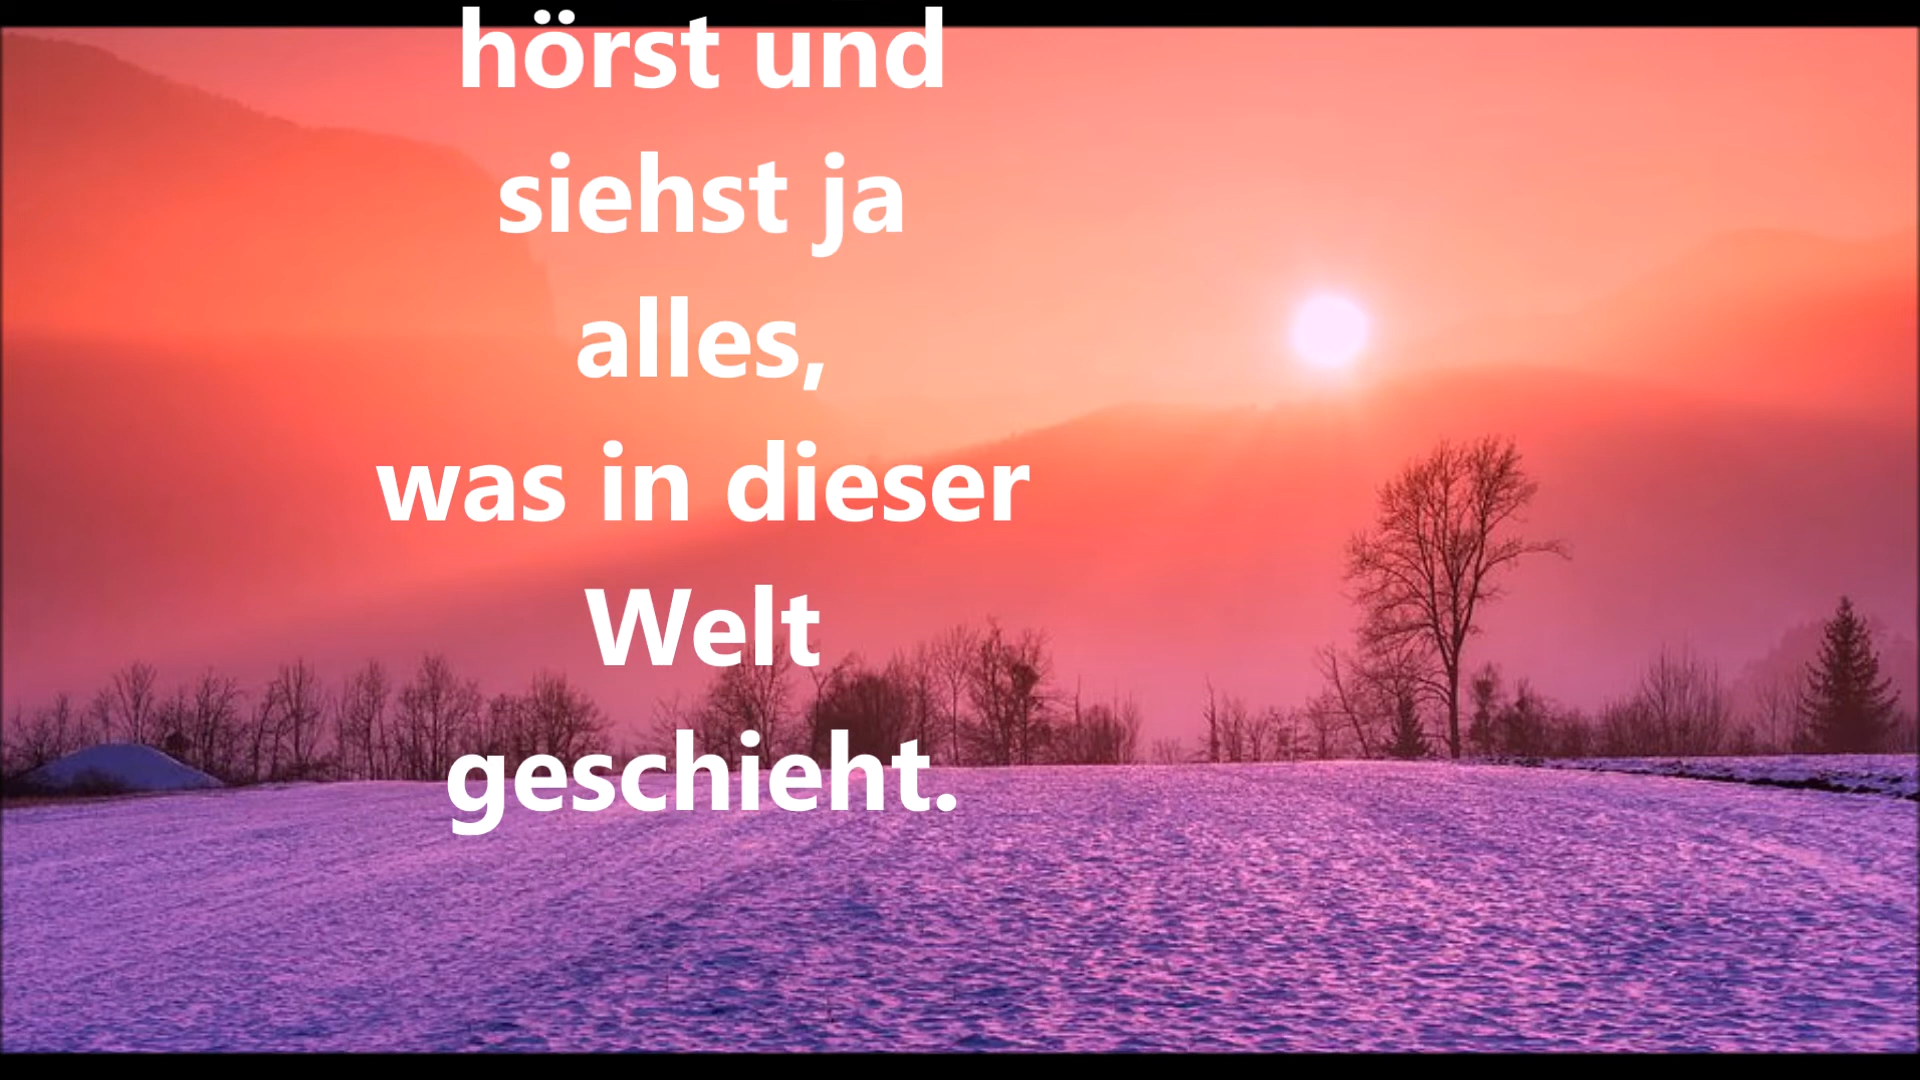 hörst und
siehst ja
alles,
was in dieser
Welt
geschieht.